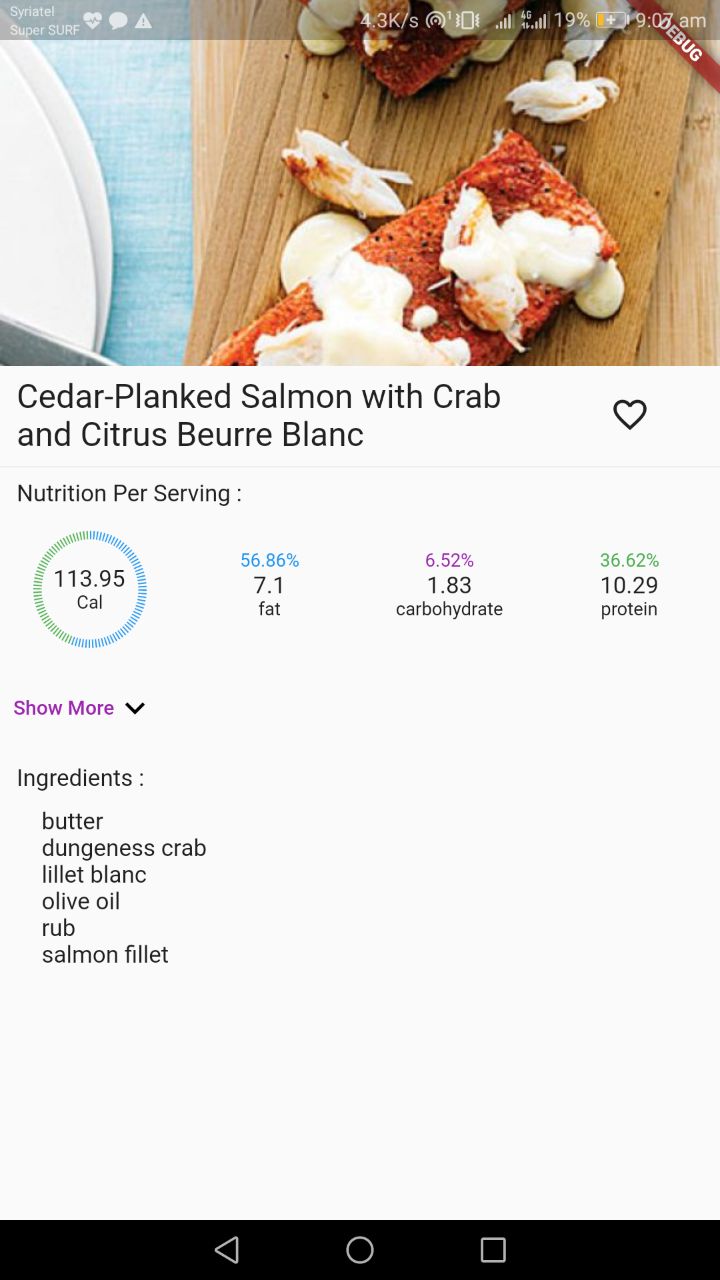 Syriatel
Super SURF
4.3K/s
1
4G
19%
9:07 am
DEBUG
Cedar-Planked Salmon with Crab
and Citrus Beurre Blanc
Nutrition Per Serving :
113.95
Cal
56.86%
7.1
fat
6.52%
1.83
carbohydrate
36.62%
10.29
protein
Show More
Ingredients :
butter
dungeness crab
lillet blanc
olive oil
rub
salmon fillet